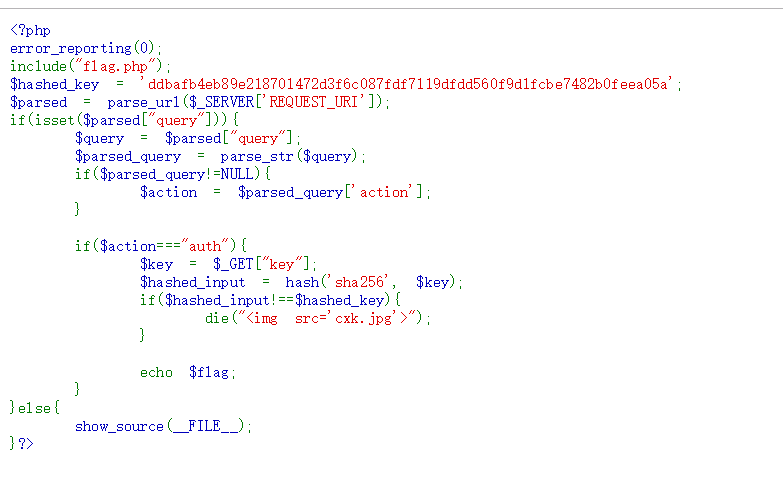 <?php
error_reporting(0);
include("flag.php");
$hashed_key = 'ddbafb4eb89e218701472d3f6c087fdf7119dfdd560f9d1fcbe7482b0feea05a';
$parsed = parse_url($_SERVER['REQUEST_URI']);
if(isset($parsed["query"])){
        $query = $parsed["query"];
        $parsed_query = parse_str($query);
        if($parsed_query!=NULL){
                $action = $parsed_query['action'];
        }

        if($action==="auth"){
                $key = $_GET["key"];
                $hashed_input = hash('sha256', $key);
                if($hashed_input!==$hashed_key){
                        die("<img src='cxk.jpg'>");
                }

                echo $flag;
        }
}else{
        show_source(__FILE__);
}?>